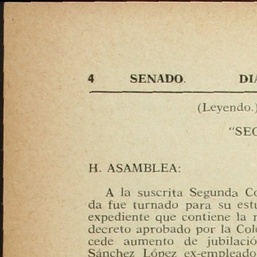 4 SENADO. DIA
(Leyendo.)
"SEG
H. ASAMBLEA:
A la suscrita Segunda Co
da fue turnado para su estu
expediente que contiene la m
decreto aprobado por la Cole
cede aumento de jubilació
Sánchez López ex-empleado